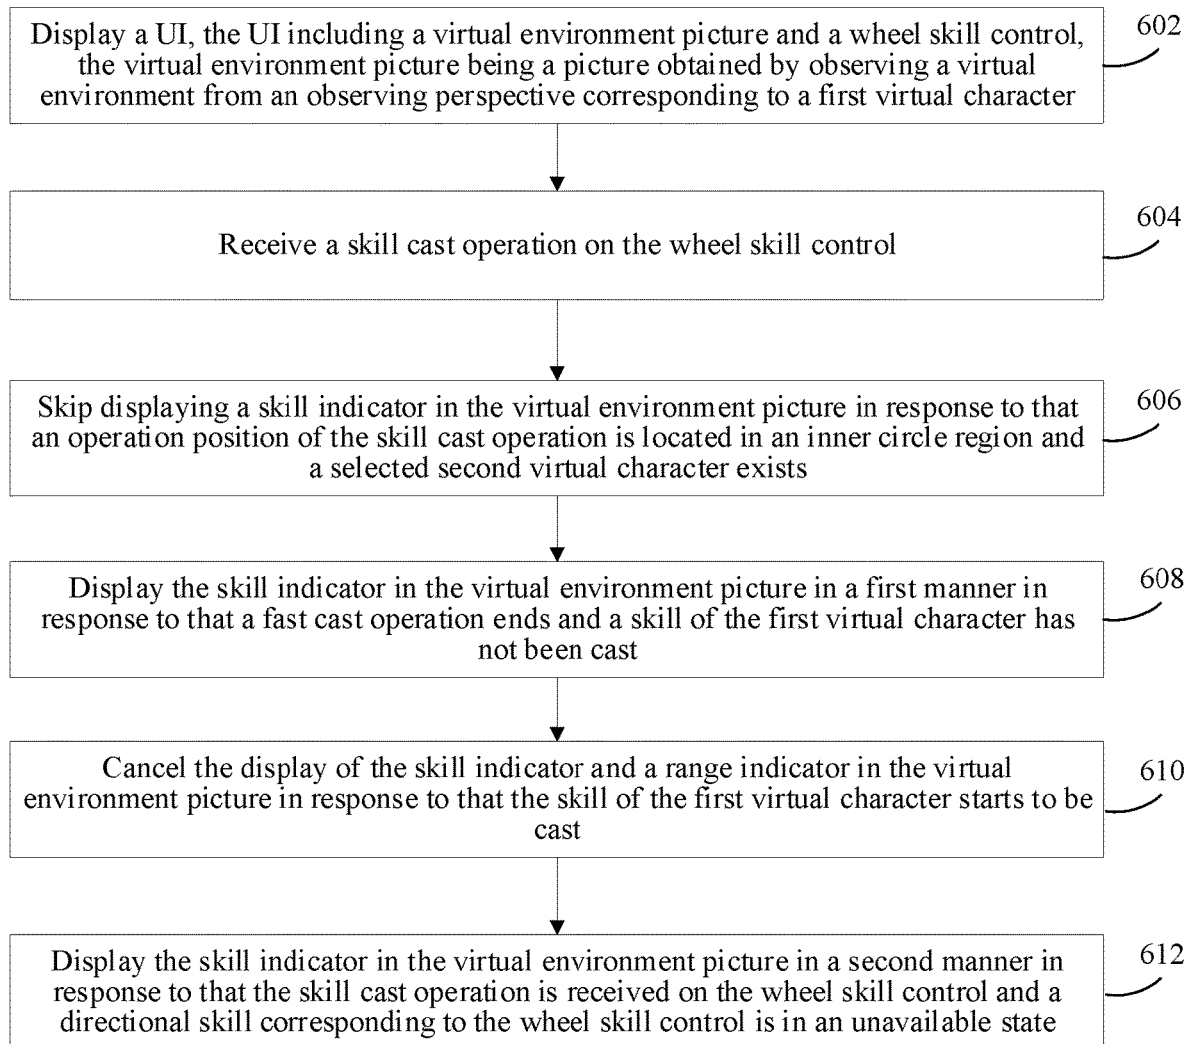 Display a UI, the UI including a virtual environment picture and a wheel skill control,
the virtual environment picture being a picture obtained by observing a virtual
environment from an observing perspective corresponding to a first virtual character
602
Receive a skill cast operation on the wheel skill control
604
Skip displaying a skill indicator in the virtual environment picture in response to that
an operation position of the skill cast operation is located in an inner circle region and
a selected second virtual character exists
606
Display the skill indicator in the virtual environment picture in a first manner in
response to that a fast cast operation ends and a skill of the first virtual character has
not been cast
608
Cancel the display of the skill indicator and a range indicator in the virtual
environment picture in response to that the skill of the first virtual character starts to be
cast
610
Display the skill indicator in the virtual environment picture in a second manner in
response to that the skill cast operation is received on the wheel skill control and a
directional skill corresponding to the wheel skill control is in an unavailable state
612